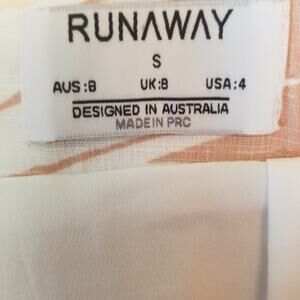 RUNAWAY
S
AUS:8 UK:8 USA:4
DESIGNED IN AUSTRALIA
MADE IN PRC